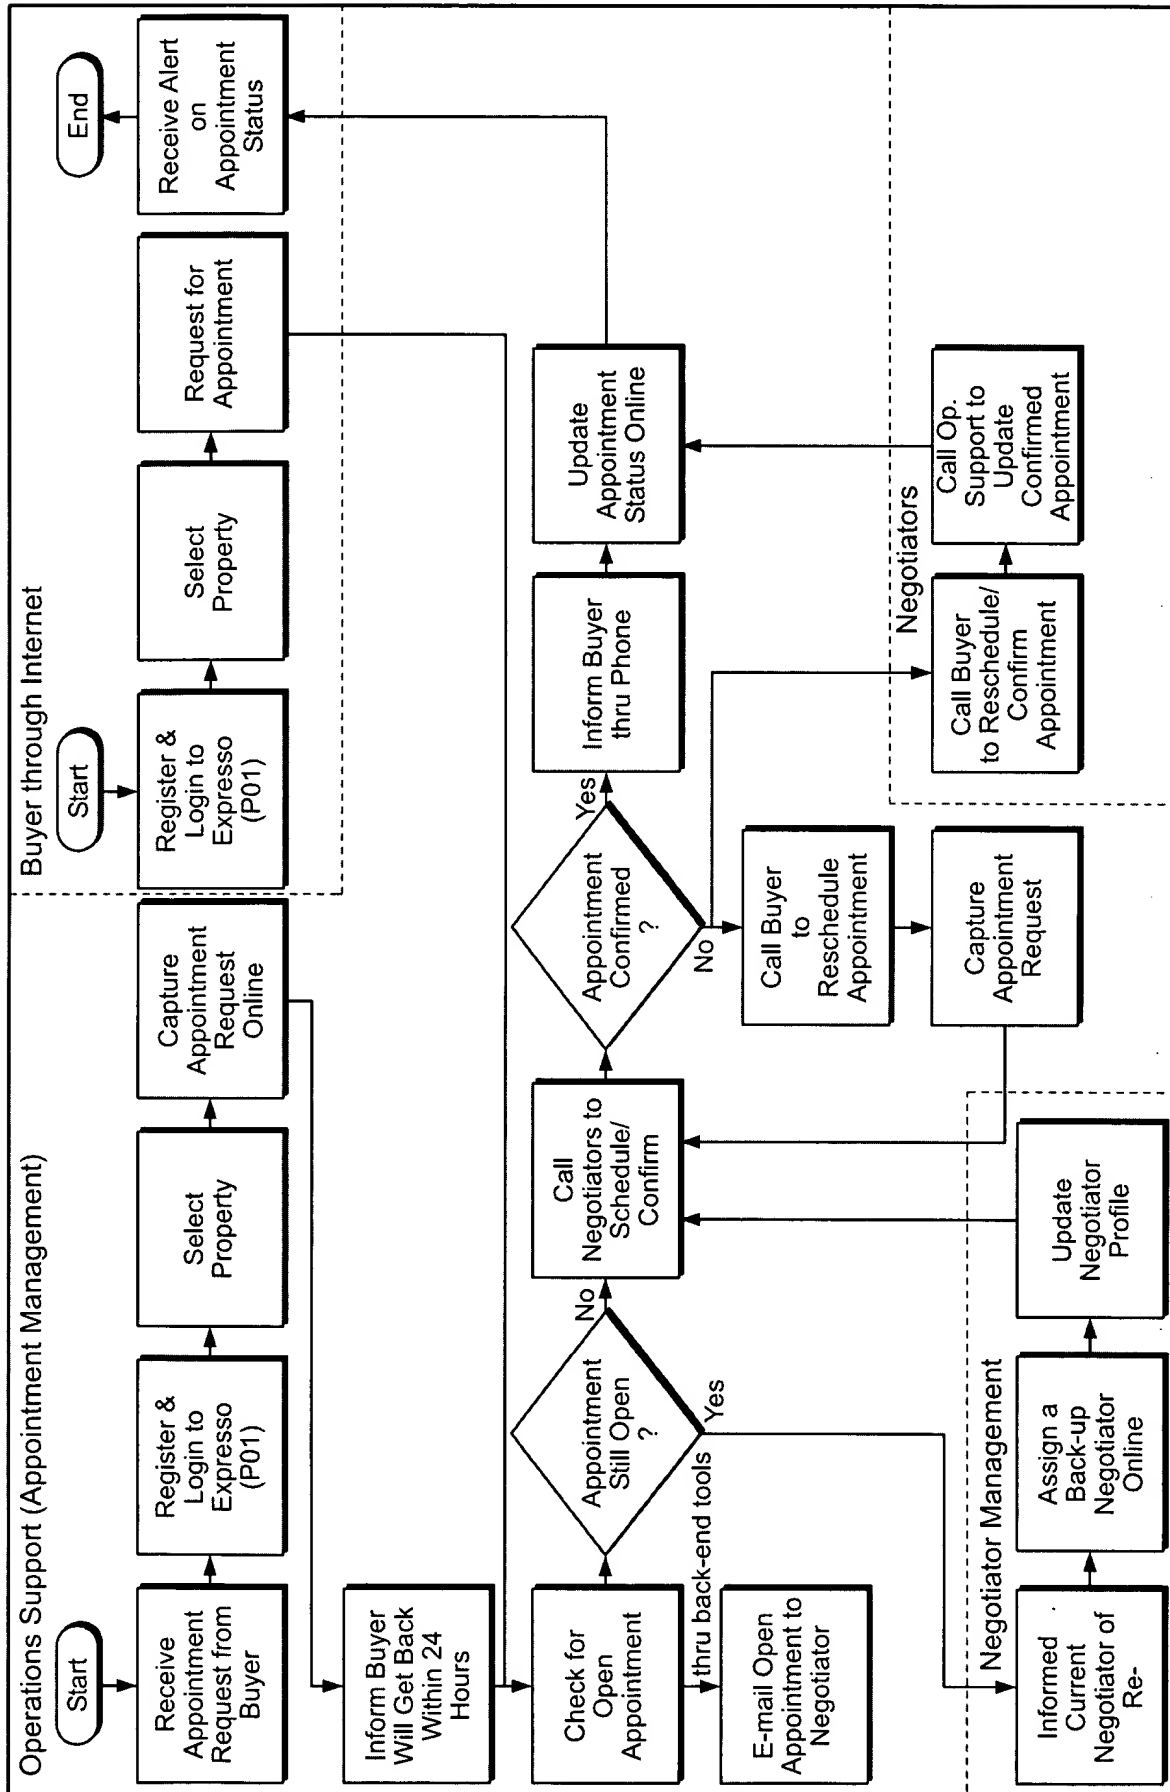 Operations Support (Appointment Management)
Start
Receive
Appointment
Request from
Buyer
Register &
Login to
Expresso
(P01)
Select
Property
Capture
Appointment
Request
Online
Inform Buyer
Will Get Back
Within 24
Hours
Buyer through Internet
Start
Register &
Login to
Expresso
(P01)
Select
Property
Request for
Appointment
Receive Alert
on
Appointment
Status
End
Check for
Open
Appointment
thru back-end tools
E-mail Open
Appointment to
Negotiator
Appointment
Still Open
?
No
Yes
Call
Negotiators to
Schedule/
Confirm
Appointment
Confirmed
?
Yes
No
Inform Buyer
thru Phone
Update
Appointment
Status Online
Call Buyer
to
Reschedule
Appointment
Capture
Appointment
Request
Negotiators
Call Buyer
to Reschedule/
Confirm
Appointment
Call Op.
Support to
Update
Confirmed
Appointment
Negotiator Management
Informed
Current
Negotiator of
Re-
Assign a
Back-up
Negotiator
Online
Update
Negotiator
Profile